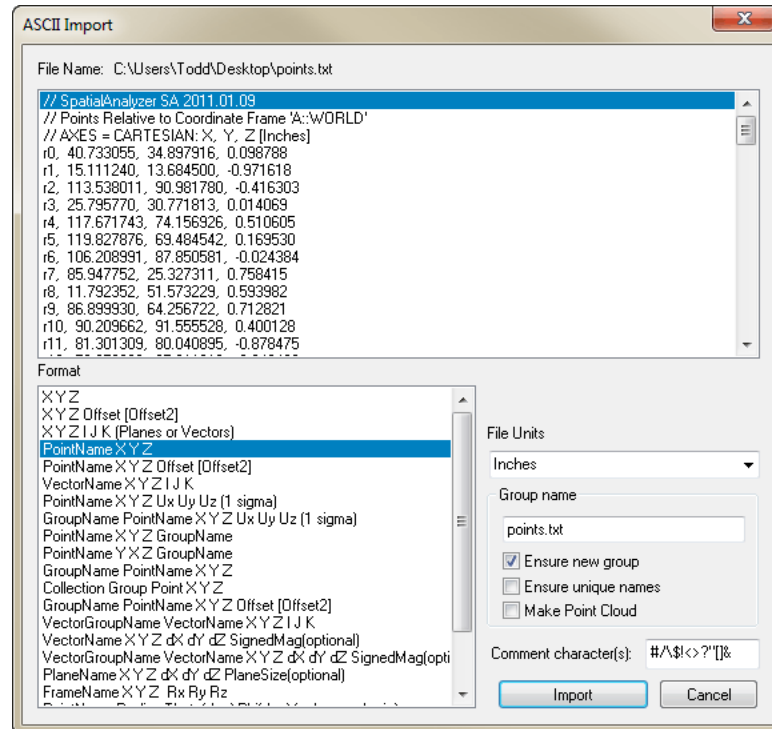 ASCII Import
File Name: C:\Users\Todd\Desktop\points.txt
// SpatialAnalyzer SA 2011.01.09
// Points Relative to Coordinate Frame 'A::WORLD'
// AXES = CARTESIAN: X, Y, Z [Inches]
r0, 40.733055, 34.897916, 0.098788
r1, 15.111240, 13.684500, -0.971618
r2, 113.538011, 90.981780, -0.416303
r3, 25.795770, 30.771813, 0.014069
r4, 117.671743, 74.156926, 0.510605
r5, 119.827876, 69.484542, 0.169530
r6, 106.208991, 87.850581, -0.024384
r7, 85.947752, 25.327311, 0.758415
r8, 11.792352, 51.573229, 0.593982
r9, 86.899930, 64.256722, 0.712821
r10, 90.209662, 91.555528, 0.400128
r11, 81.301309, 80.040895, -0.878475
Format
X Y Z
X Y Z Offset [Offset2]
X Y Z I J K (Planes or Vectors)
PointName X Y Z
PointName X Y Z Offset [Offset2]
VectorName X Y Z I J K
PointName X Y Z Ux Uy Uz (1 sigma)
GroupName PointName X Y Z Ux Uy Uz (1 sigma)
PointName X Y Z GroupName
PointName Y X Z GroupName
GroupName PointName X Y Z
Collection Group Point X Y Z
GroupName PointName X Y Z Offset [Offset2]
VectorGroupName VectorName X Y Z I J K
VectorName X Y Z dX dY dZ SignedMag(optional)
VectorGroupName VectorName X Y Z dX dY dZ SignedMag(opti
PlaneName X Y Z dX dY dZ PlaneSize(optional)
FrameName X Y Z Rx Ry Rz
File Units
Inches
Group name
points.txt
Ensure new group
Ensure unique names
Make Point Cloud
Comment character(s): #/\$!<>?"[]&
Import
Cancel